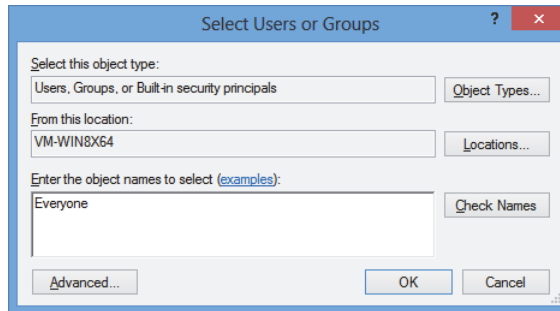 Select Users or Groups
?
Select this object type:
Users, Groups, or Built-in security principals
Object Types...
From this location:
VM-WIN8X64
Locations...
Enter the object names to select (examples):
Everyone
Check Names
Advanced...
OK
Cancel